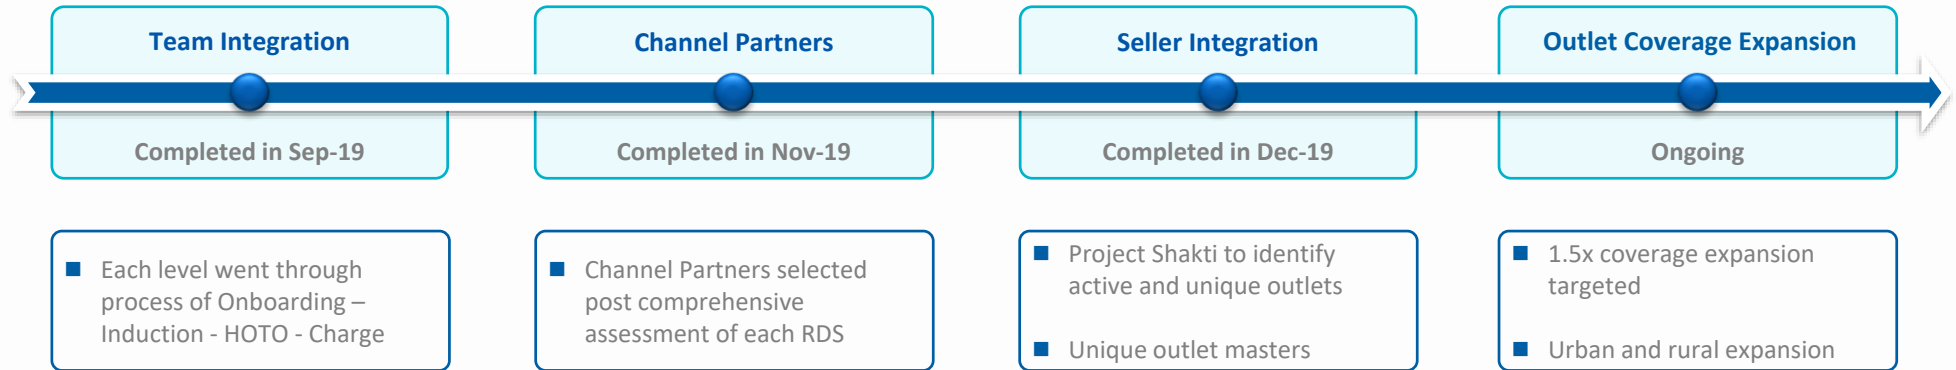 Team Integration
Completed in Sep-19
Each level went through
process of Onboarding –
Induction - HOTO - Charge
Channel Partners
Completed in Nov-19
Channel Partners selected
post comprehensive
assessment of each RDS
Seller Integration
Completed in Dec-19
Project Shakti to identify
active and unique outlets
Unique outlet masters
Outlet Coverage Expansion
Ongoing
1.5x coverage expansion
targeted
Urban and rural expansion